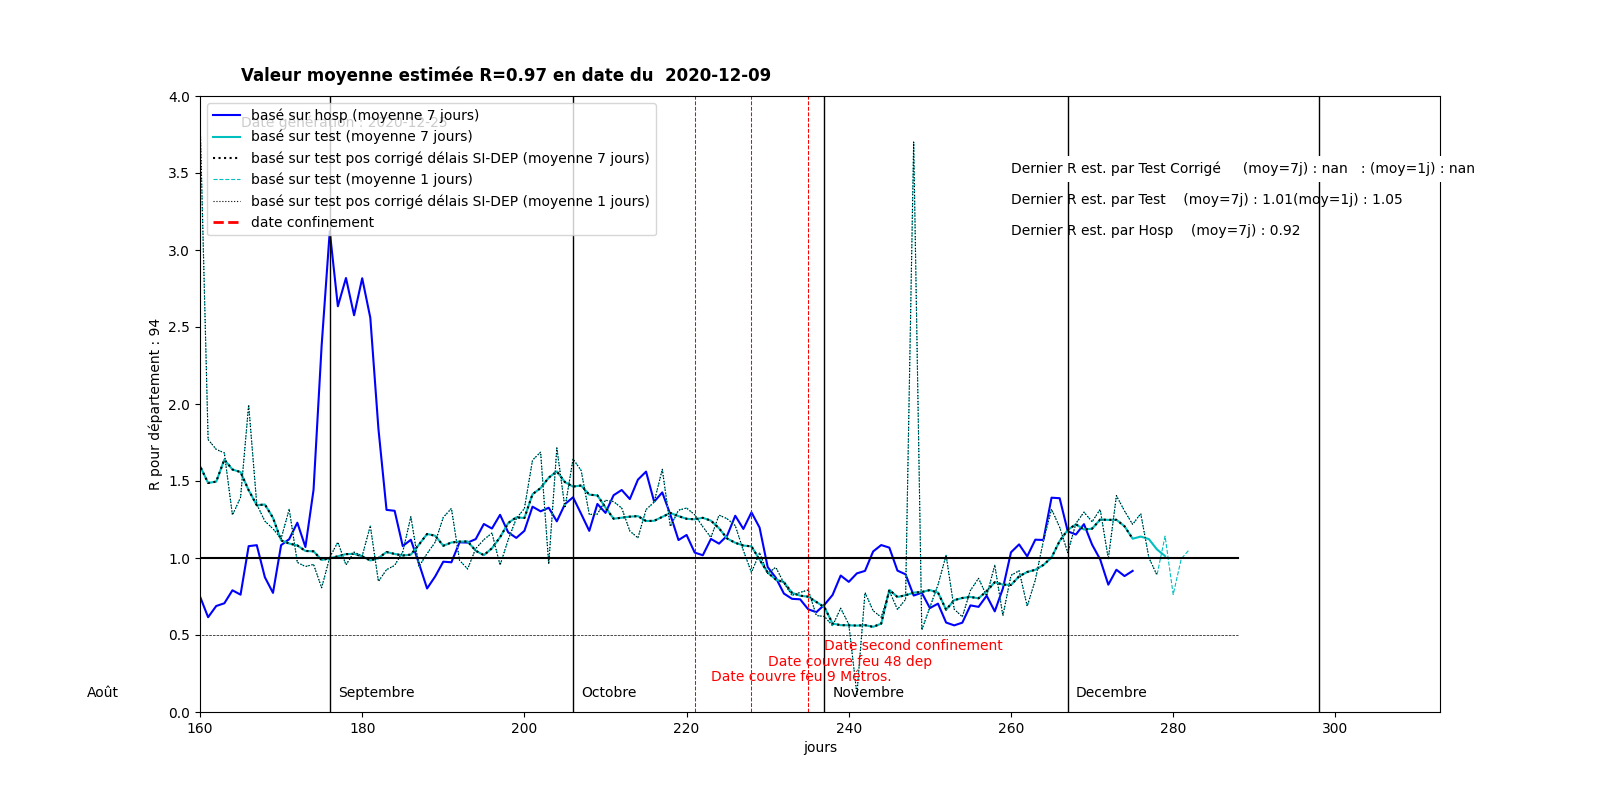 Valeur moyenne estimée R=0.97 en date du  2020-12-09
Date génération : 2020-12-25
basé sur hosp (moyenne 7 jours)
basé sur test (moyenne 7 jours)
basé sur test pos corrigé délais SI-DEP (moyenne 7 jours)
basé sur test (moyenne 1 jours)
basé sur test pos corrigé délais SI-DEP (moyenne 1 jours)
date confinement
Dernier R est. par Test Corrigé     (moy=7j) : nan   : (moy=1j) : nan
Dernier R est. par Test    (moy=7j) : 1.01(moy=1j) : 1.05
Dernier R est. par Hosp    (moy=7j) : 0.92
R pour département : 94
4.0
3.5
3.0
2.5
2.0
1.5
1.0
0.5
0.0
Date second confinement
Date couvre feu 48 dep
Date couvre feu 9 Métros.
Août
Septembre
Octobre
Novembre
Decembre
160
180
200
220
240
260
280
300
jours